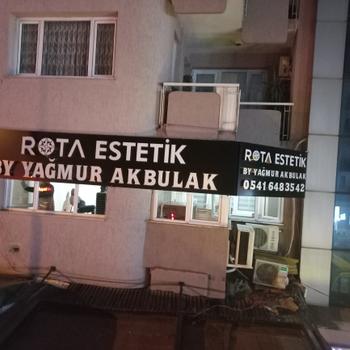 ROTA ESTETİK
BY YAĞMUR AKBULAK
ROTA ESTETİK
BY YAĞMUR AKBULAK
05416483542